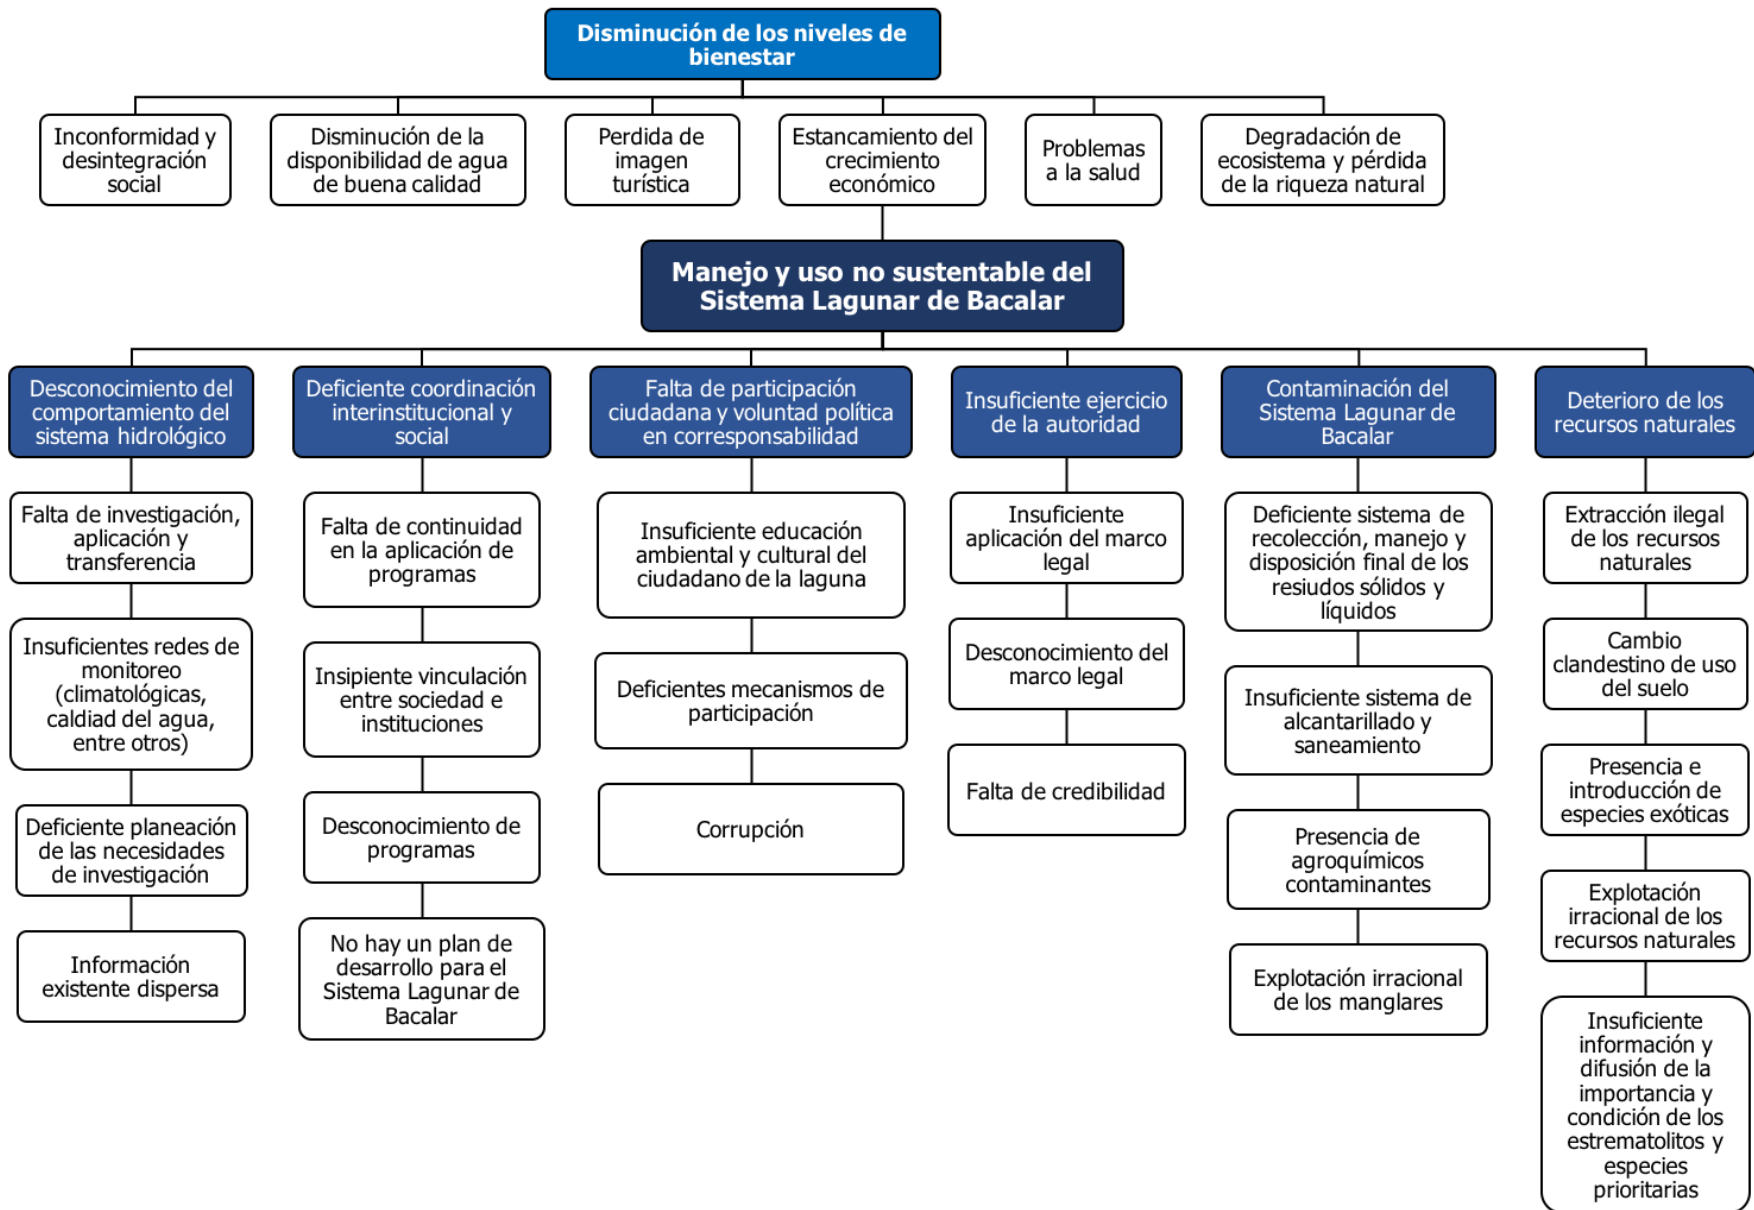 Disminución de los niveles de
bienestar
Inconformidad y
desintegración
social
Disminución de la
disponibilidad de agua
de buena calidad
Perdida de
imagen
turística
Estancamiento del
crecimiento
económico
Problemas
a la salud
Degradación de
ecosistema y pérdida
de la riqueza natural
Manejo y uso no sustentable del
Sistema Lagunar de Bacalar
Desconocimiento del
comportamiento del
sistema hidrológico
Falta de investigación,
aplicación y
transferencia
Insuficientes redes de
monitoreo
(climatológicas,
caldiad del agua,
entre otros)
Deficiente planeación
de las necesidades
de investigación
Información
existente dispersa
Deficiente coordinación
interinstitucional y
social
Falta de continuidad
en la aplicación de
programas
Insipiente vinculación
entre sociedad e
instituciones
Desconocimiento de
programas
No hay un plan de
desarrollo para el
Sistema Lagunar de
Bacalar
Falta de participación
ciudadana y voluntad política
en corresponsabilidad
Insuficiente educación
ambiental y cultural del
ciudadano de la laguna
Deficientes mecanismos de
participación
Corrupción
Insuficiente ejercicio
de la autoridad
Insuficiente
aplicación del marco
legal
Desconocimiento del
marco legal
Falta de credibilidad
Contaminación del
Sistema Lagunar de
Bacalar
Deficiente sistema de
recolección, manejo y
disposición final de los
resiudos sólidos y
líquidos
Insuficiente sistema de
alcantarillado y
saneamiento
Presencia de
agroquímicos
contaminantes
Explotación irracional
de los manglares
Deterioro de los
recursos naturales
Extracción ilegal
de los recursos
naturales
Cambio
clandestino de uso
del suelo
Presencia e
introducción de
especies exóticas
Explotación
irracional de los
recursos naturales
Insuficiente
información y
difusión de la
importancia y
condición de los
estrematolitos y
especies
prioritarias